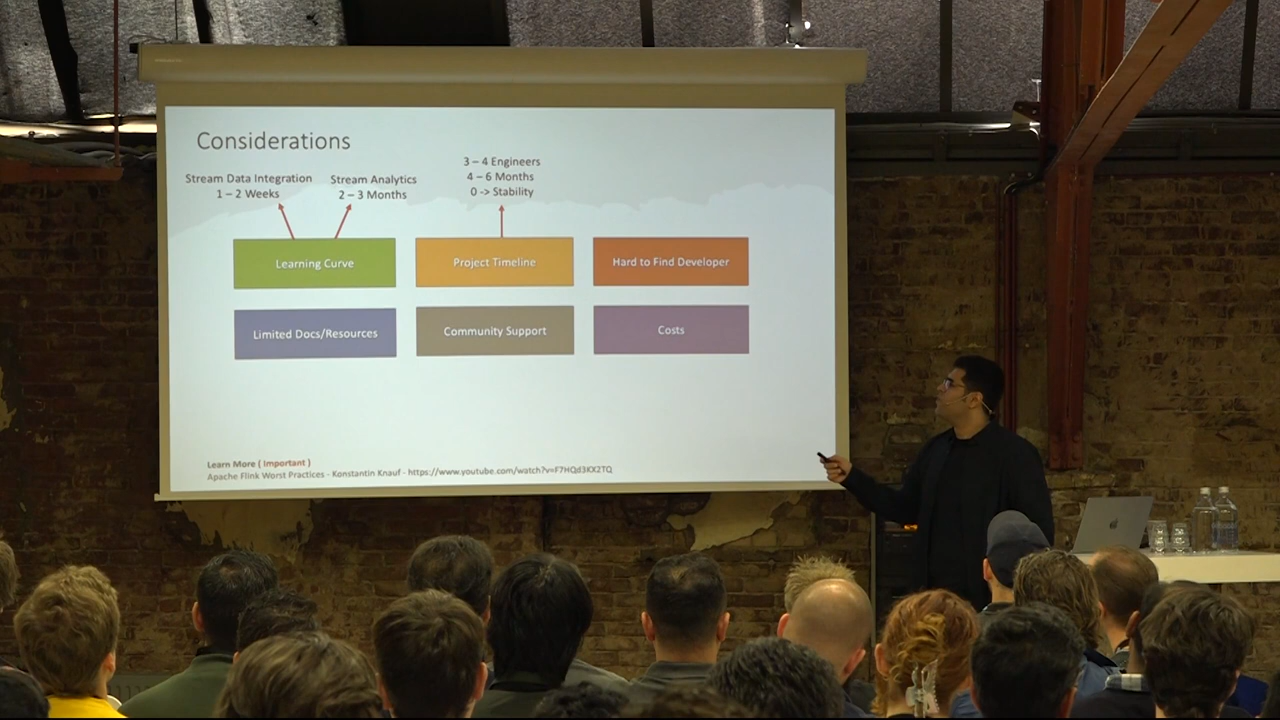 Considerations
Stream Data Integration
1 – 2 Weeks
Stream Analytics
2 – 3 Months
3 – 4 Engineers
4 – 6 Months
0 -> Stability
Learning Curve
Project Timeline
Hard to Find Developer
Limited Docs/Resources
Community Support
Costs
Learn More ( Important )
Apache Flink Worst Practices - Konstantin Knauf - https://www.youtube.com/watch?v=F7HQd3KX2TQ